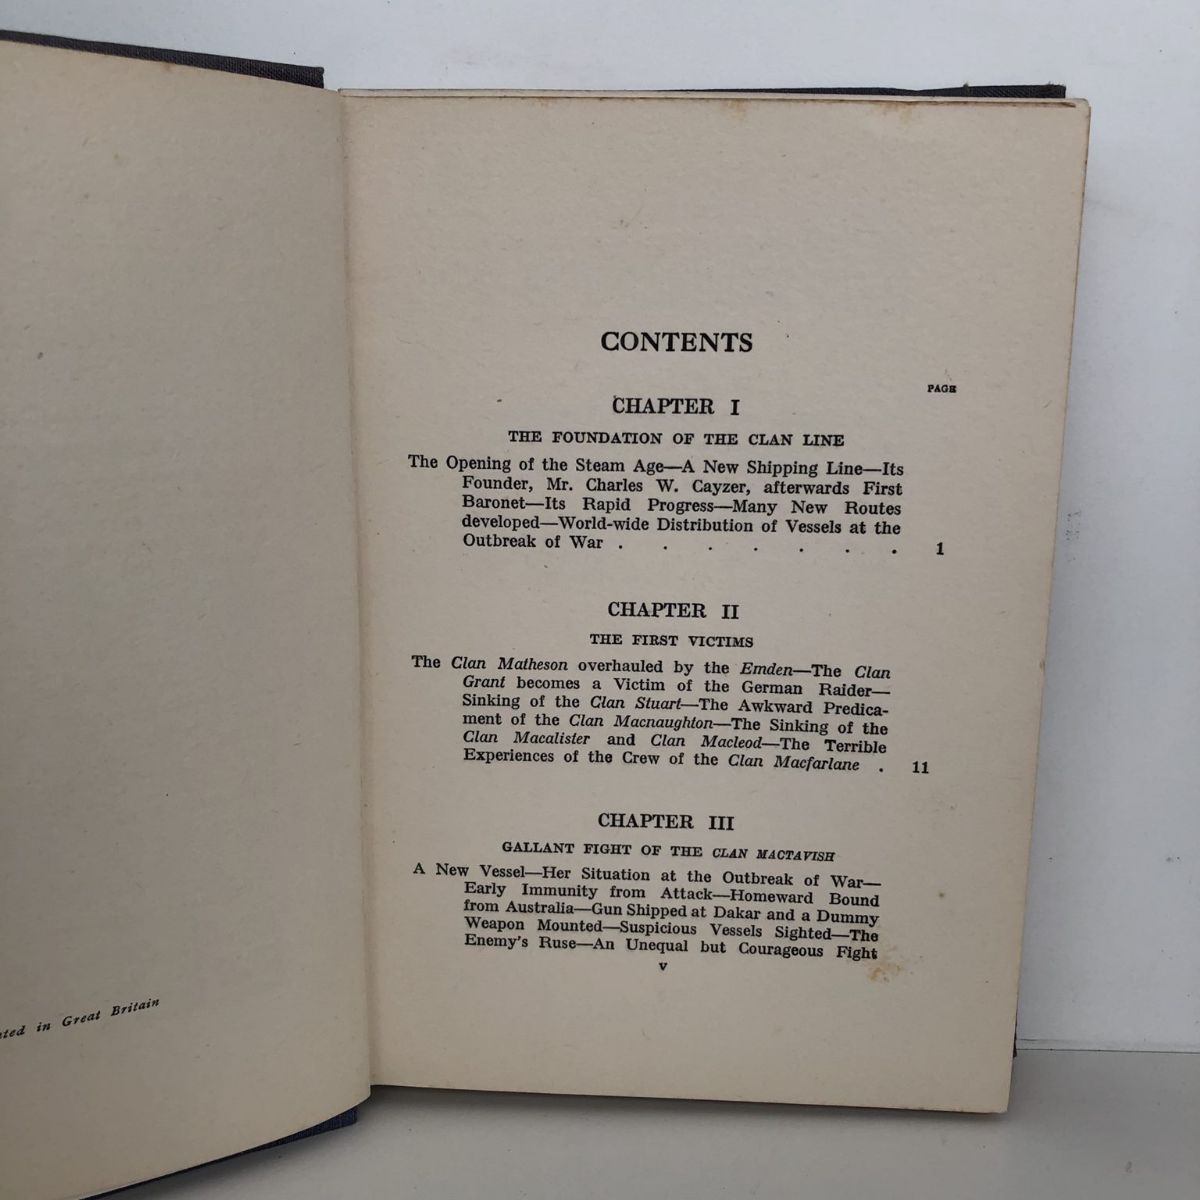 CONTENTS
PAGE
CHAPTER I
THE FOUNDATION OF THE CLAN LINE
The Opening of the Steam Age—A New Shipping Line—Its
Founder, Mr. Charles W. Cayzer, afterwards First
Baronet—Its Rapid Progress—Many New Routes
developed—World-wide Distribution of Vessels at the
Outbreak of War . . . . . . . 1
CHAPTER II
THE FIRST VICTIMS
The Clan Matheson overhauled by the Emden—The Clan
Grant becomes a Victim of the German Raider—
Sinking of the Clan Stuart—The Awkward Predica-
ment of the Clan Macnaughton—The Sinking of the
Clan Macalister and Clan Macleod—The Terrible
Experiences of the Crew of the Clan Macfarlane . 11
CHAPTER III
GALLANT FIGHT OF THE CLAN MACTAVISH
A New Vessel—Her Situation at the Outbreak of War—
Early Immunity from Attack—Homeward Bound
from Australia—Gun Shipped at Dakar and a Dummy
Weapon Mounted—Suspicious Vessels Sighted—The
Enemy's Ruse—An Unequal but Courageous Fight
v
in Great Britain